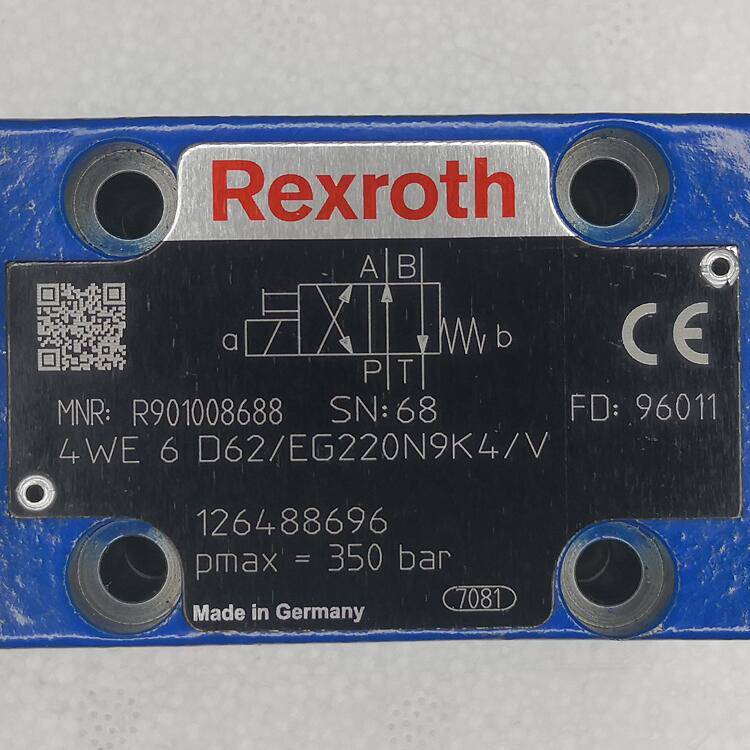 Rexroth
A B
a b
P T
CE
MNR: R901008688 SN:68 FD: 96011
4WE 6 D62/EG220N9K4/V
126488696
pmax = 350 bar
Made in Germany 7081